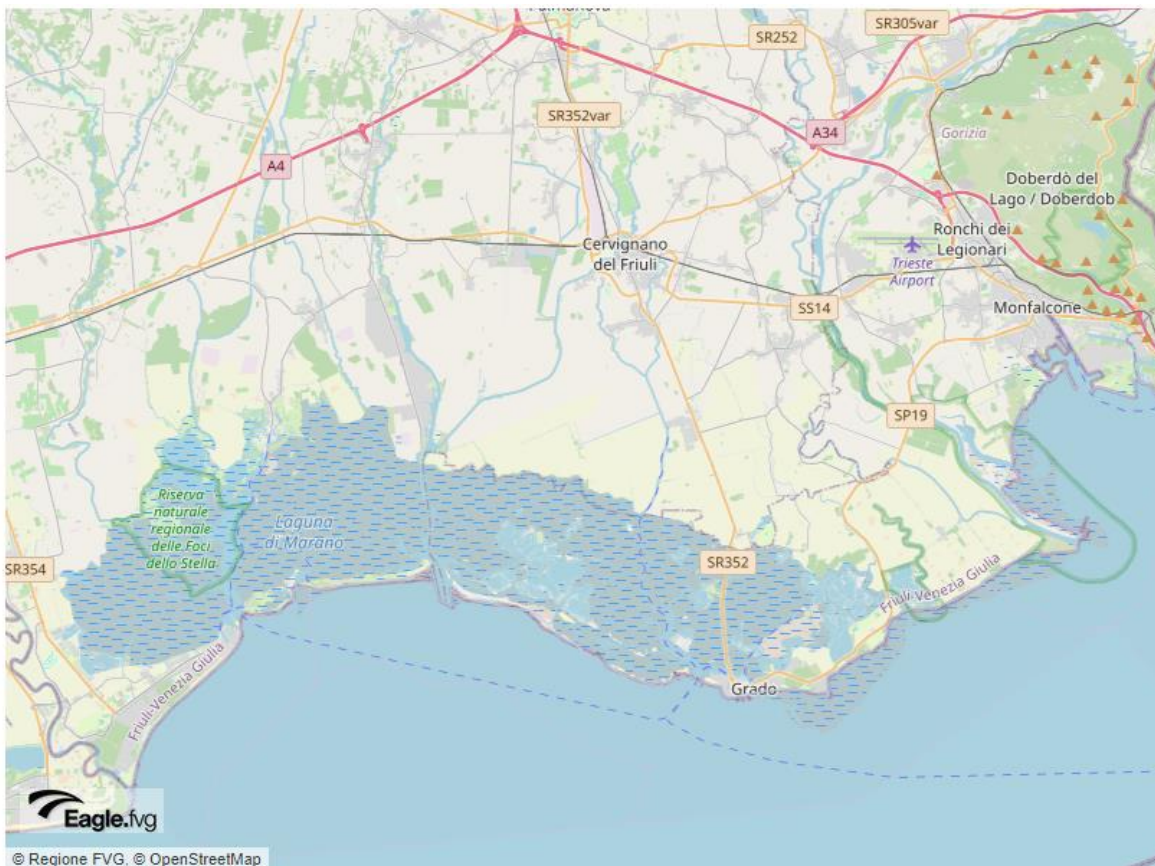 Palmanova
SR252
SR305var
SR352var
A34
A4
Gorizia
Doberdò del
Lago / Doberdob
Cervignano
del Friuli
Ronchi dei
Legionari
Trieste
Airport
SS14
Monfalcone
SP19
Riserva
naturale
regionale
delle Foci
dello Stella
Laguna
di Marano
SR354
SR352
Friuli-Venezia Giulia
Friuli-Venezia Giulia
Grado
Eagle.fvg
© Regione FVG, © OpenStreetMap